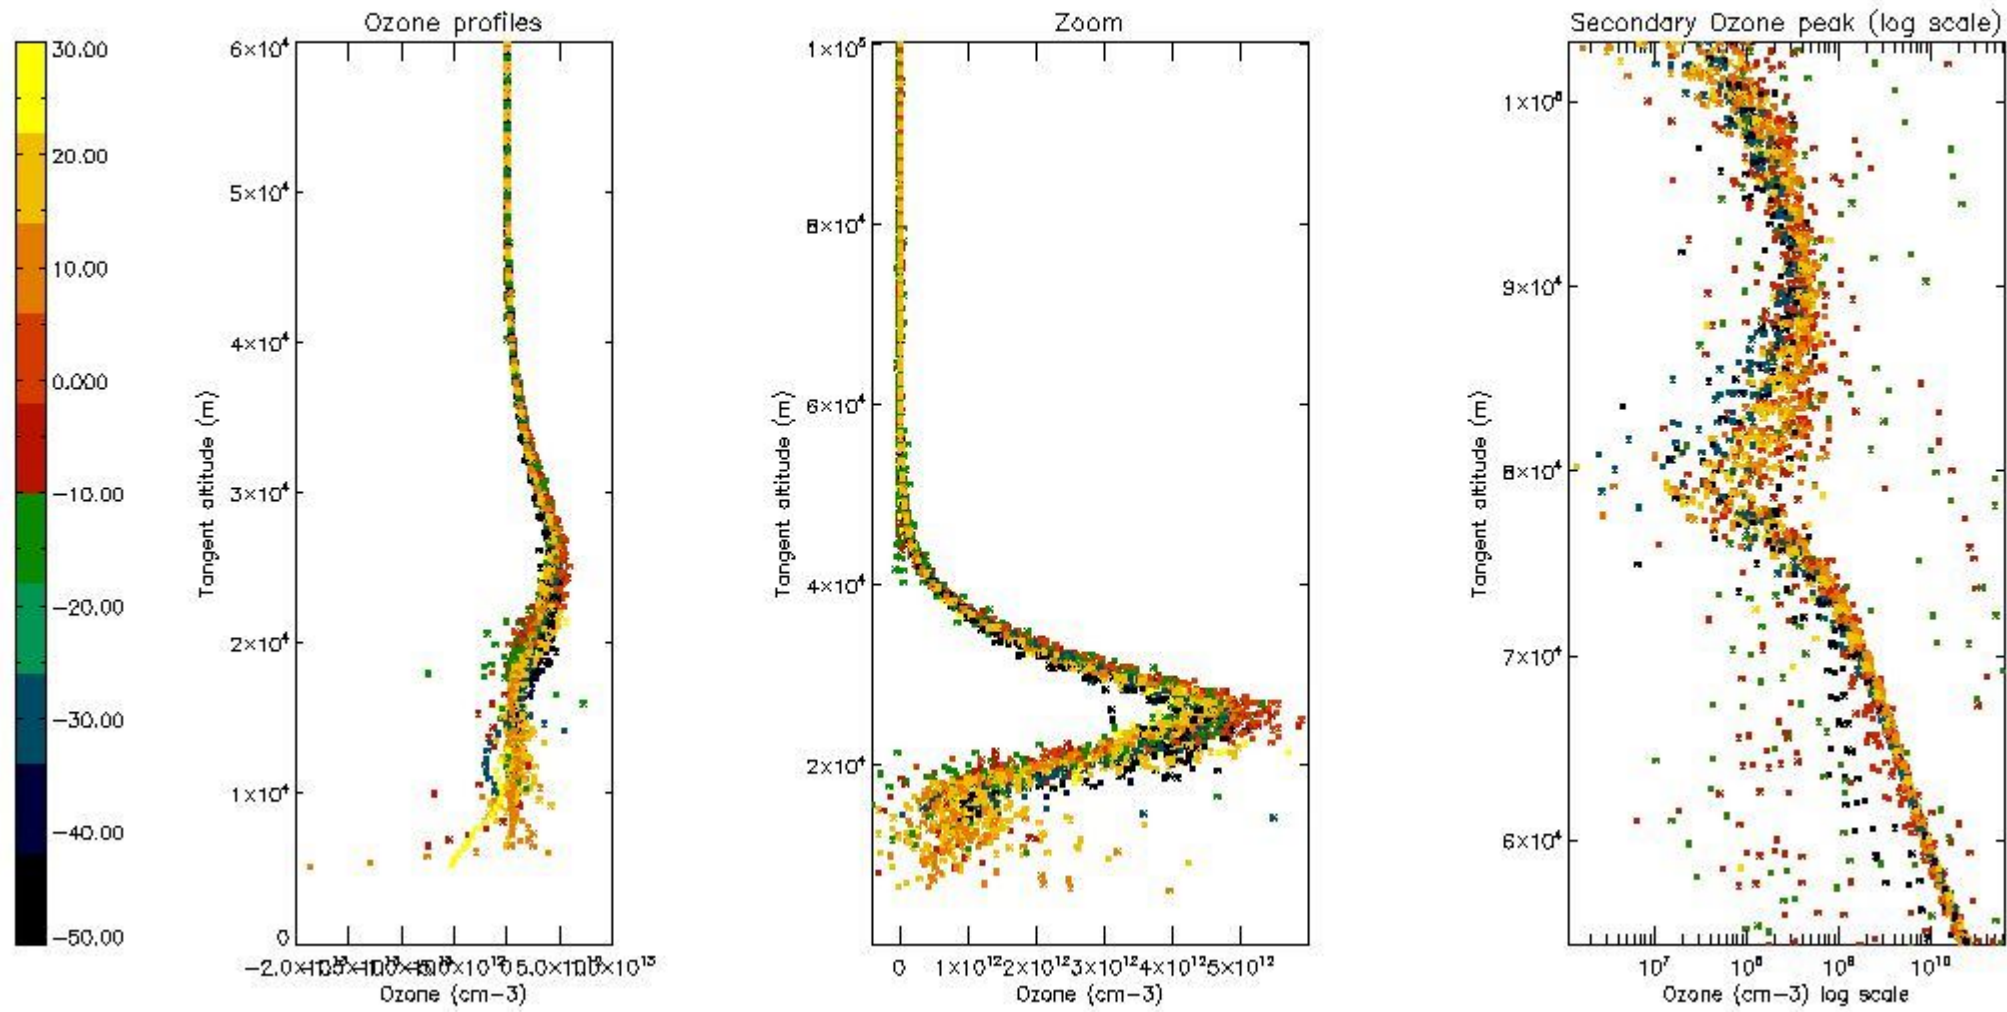 Ozone profiles
Zoom
Secondary Ozone peak (log scale)
30.00
20.00
10.00
0.000
−10.00
−20.00
−30.00
−40.00
−50.00
6×10⁴
5×10⁴
4×10⁴
3×10⁴
2×10⁴
1×10⁴
0
Tangent altitude (m)
5.0×10¹²
Ozone (cm−3)
1×10⁵
8×10⁴
6×10⁴
4×10⁴
2×10⁴
Tangent altitude (m)
0 1×10¹² 2×10¹² 3×10¹² 4×10¹² 5×10¹²
Ozone (cm−3)
1×10⁵
9×10⁴
8×10⁴
7×10⁴
6×10⁴
Tangent altitude (m)
10⁷ 10⁸ 10⁹ 10¹⁰
Ozone (cm−3) log scale